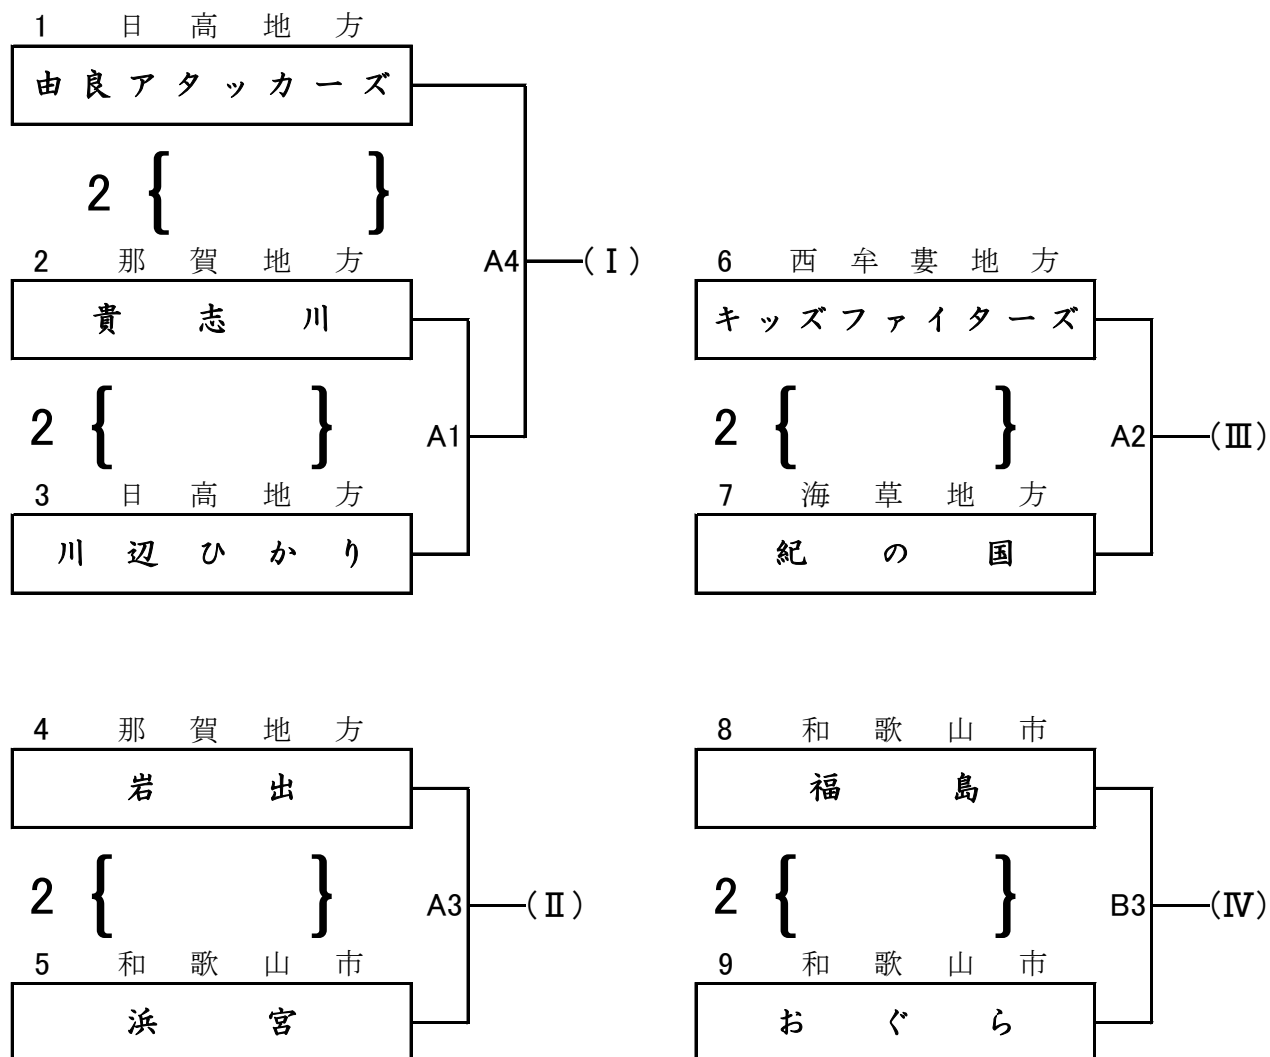 1 日高地方
由良アタッカーズ
2 { }
2 那賀地方
貴志川
A4
(Ⅰ)
2 { }
A1
3 日高地方
川辺ひかり
6 西牟婁地方
キッズファイターズ
2 { }
A2
(Ⅲ)
7 海草地方
紀の国
4 那賀地方
岩出
2 { }
A3
(Ⅱ)
5 和歌山市
浜宮
8 和歌山市
福島
2 { }
B3
(Ⅳ)
9 和歌山市
おぐら